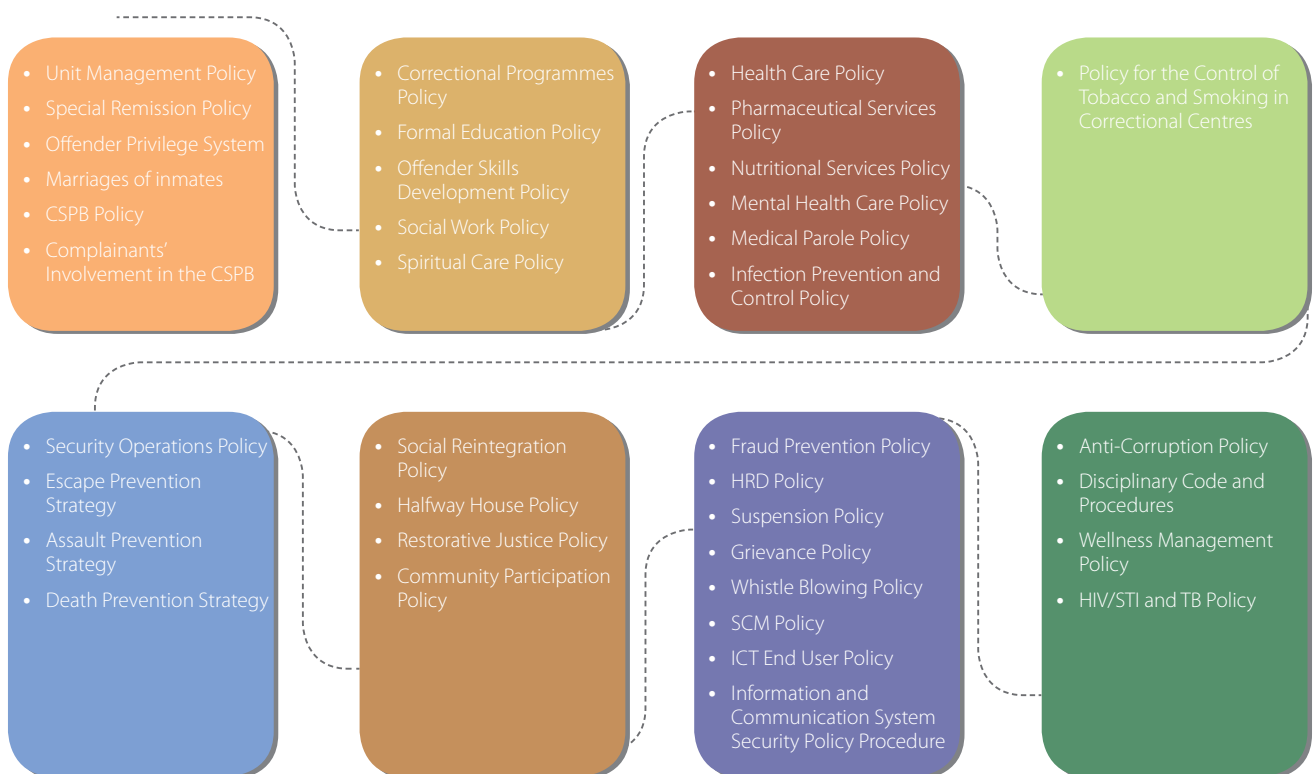 • Unit Management Policy
• Special Remission Policy
• Offender Privilege System
• Marriages of inmates
• CSPB Policy
• Complainants'
Involvement in the CSPB
• Correctional Programmes
Policy
• Formal Education Policy
• Offender Skills
Development Policy
• Social Work Policy
• Spiritual Care Policy
• Health Care Policy
• Pharmaceutical Services
Policy
• Nutritional Services Policy
• Mental Health Care Policy
• Medical Parole Policy
• Infection Prevention and
Control Policy
• Policy for the Control of
Tobacco and Smoking in
Correctional Centres
• Security Operations Policy
• Escape Prevention
Strategy
• Assault Prevention
Strategy
• Death Prevention Strategy
• Social Reintegration
Policy
• Halfway House Policy
• Restorative Justice Policy
• Community Participation
Policy
• Fraud Prevention Policy
• HRD Policy
• Suspension Policy
• Grievance Policy
• Whistle Blowing Policy
• SCM Policy
• ICT End User Policy
• Information and
Communication System
Security Policy Procedure
• Anti-Corruption Policy
• Disciplinary Code and
Procedures
• Wellness Management
Policy
• HIV/STI and TB Policy